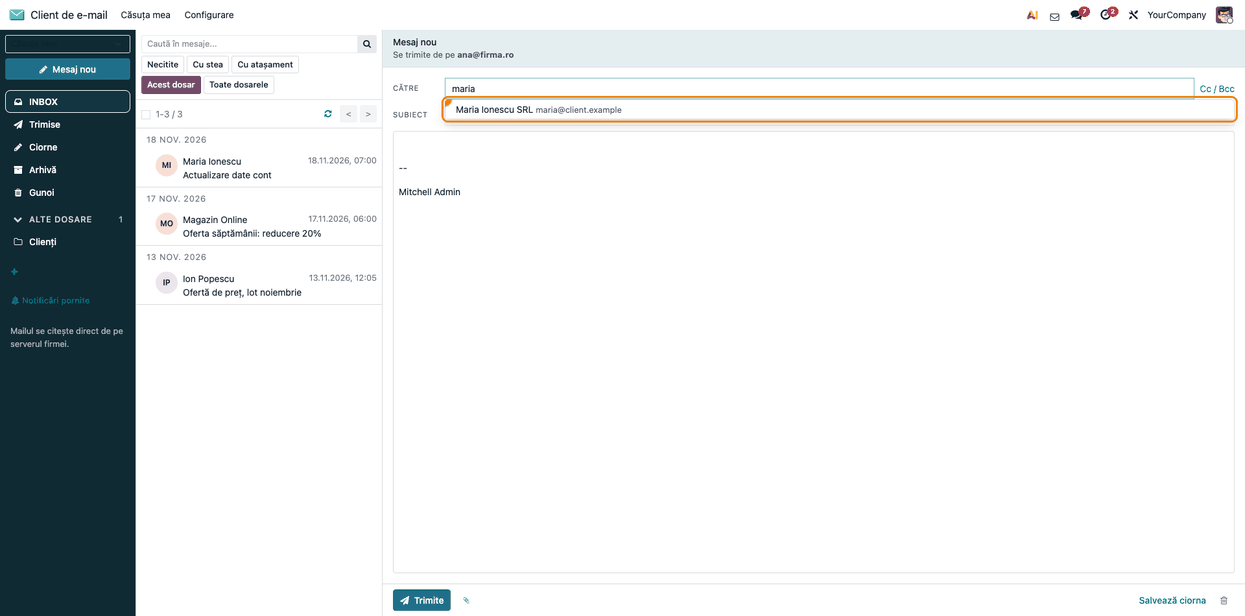 Client de e-mail
Căsuța mea
Configurare
7
2
YourCompany
Mesaj nou
INBOX
Trimise
Ciorne
Arhivă
Gunoi
ALTE DOSARE 1
Clienți
+
Notificări pornite
Mailul se citește direct de pe
serverul firmei.
Caută în mesaje...
Necitite
Cu stea
Cu atașament
Acest dosar
Toate dosarele
1–3 / 3
<
>
18 NOV. 2026
MI
Maria Ionescu 18.11.2026, 07:00
Actualizare date cont
17 NOV. 2026
MO
Magazin Online 17.11.2026, 06:00
Oferta săptămânii: reducere 20%
13 NOV. 2026
IP
Ion Popescu 13.11.2026, 12:05
Ofertă de preț, lot noiembrie
Mesaj nou
Se trimite de pe ana@firma.ro
CĂTRE maria Cc / Bcc
Maria Ionescu SRL maria@client.example
SUBIECT
--
Mitchell Admin
Trimite
Salvează ciorna